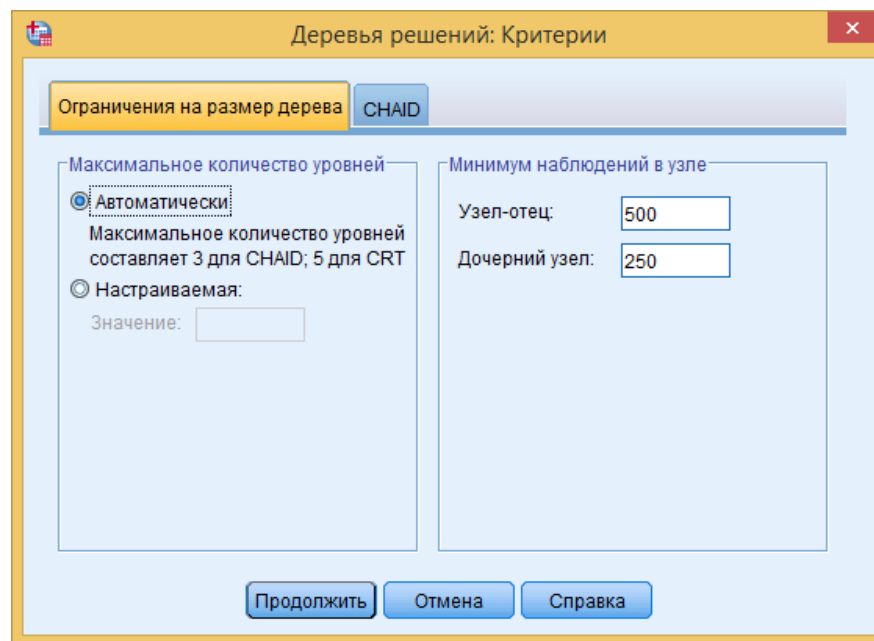 Деревья решений: Критерии
Ограничения на размер дерева
CHAID
Максимальное количество уровней
Автоматически
Максимальное количество уровней
составляет 3 для CHAID; 5 для CRT
Настраиваемая:
Значение:
Минимум наблюдений в узле
Узел-отец: 500
Дочерний узел: 250
Продолжить Отмена Справка